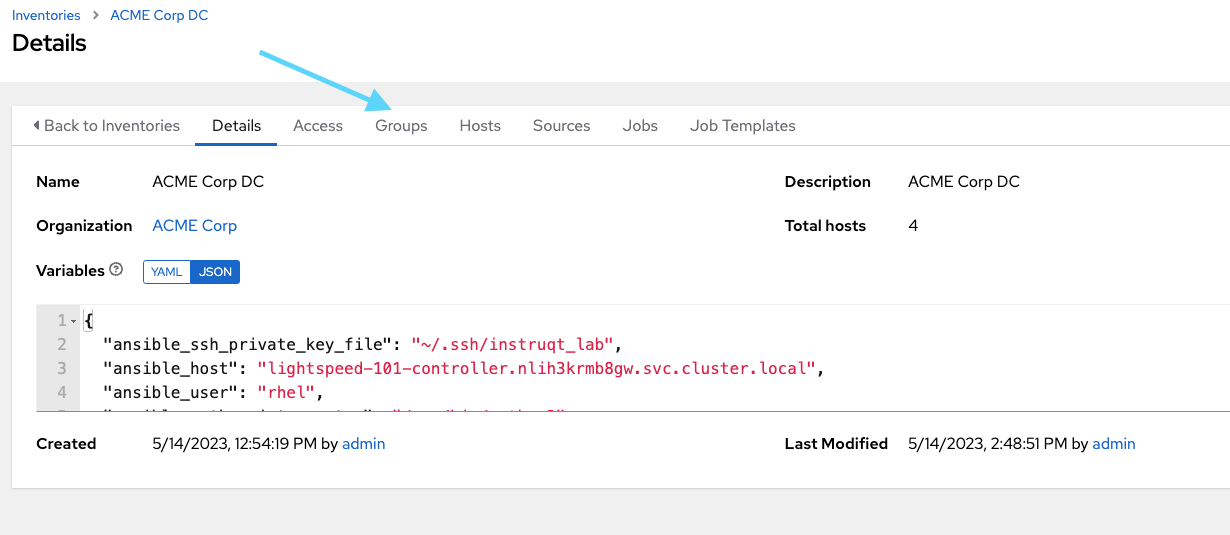 Inventories > ACME Corp DC
Details
Back to Inventories Details Access Groups Hosts Sources Jobs Job Templates
Name ACME Corp DC Description ACME Corp DC
Organization ACME Corp Total hosts 4
Variables ? YAML JSON
1 {
2 "ansible_ssh_private_key_file": "~/.ssh/instruqt_lab",
3 "ansible_host": "lightspeed-101-controller.nlih3krmb8gw.svc.cluster.local",
4 "ansible_user": "rhel",
Created 5/14/2023, 12:54:19 PM by admin Last Modified 5/14/2023, 2:48:51 PM by admin